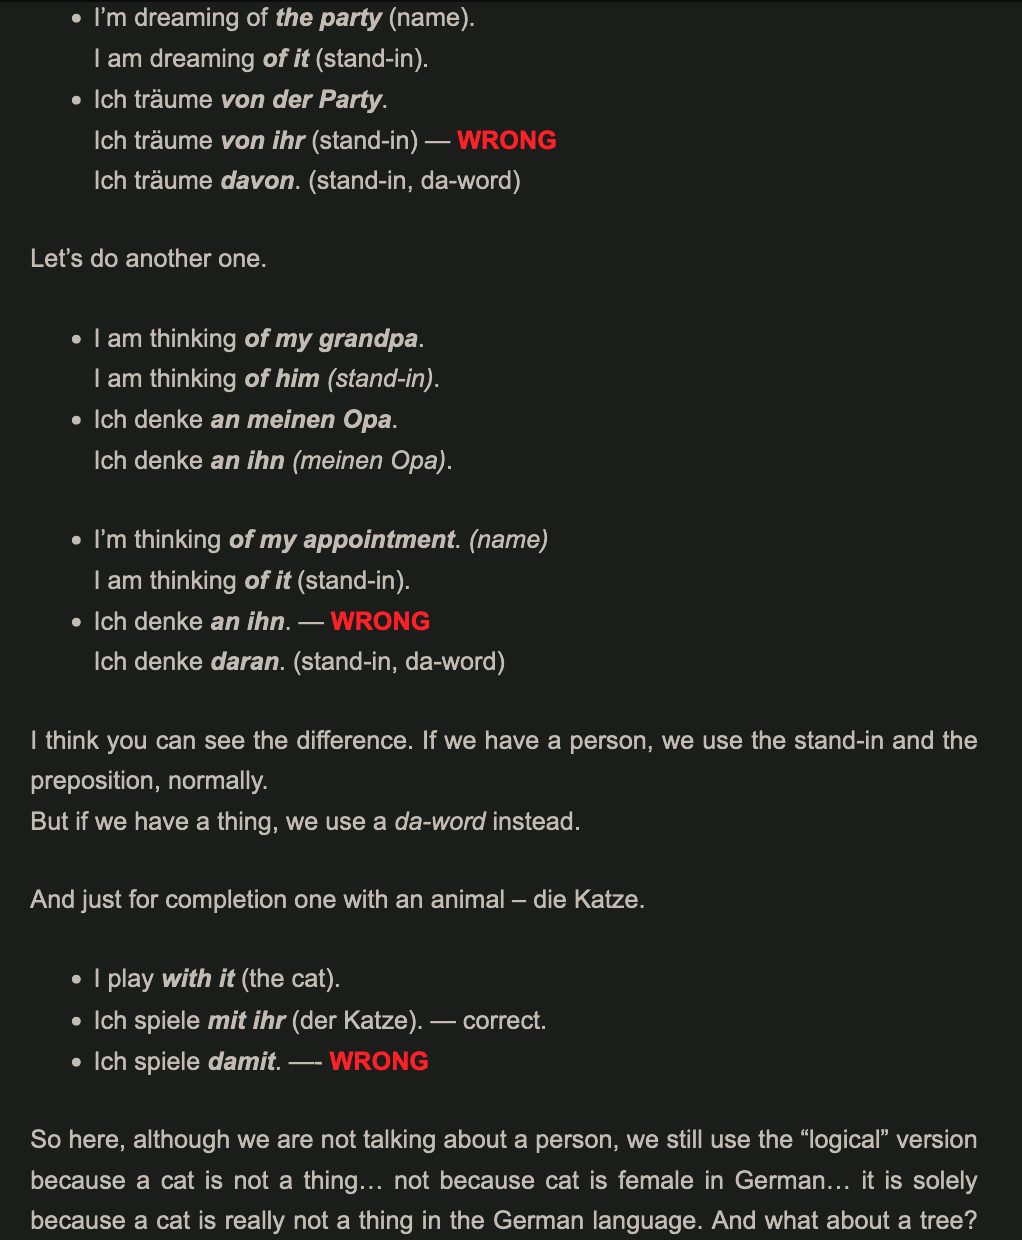 • I’m dreaming of the party (name).
I am dreaming of it (stand-in).
• Ich träume von der Party.
Ich träume von ihr (stand-in) — WRONG
Ich träume davon. (stand-in, da-word)
Let’s do another one.
• I am thinking of my grandpa.
I am thinking of him (stand-in).
• Ich denke an meinen Opa.
Ich denke an ihn (meinen Opa).
• I’m thinking of my appointment. (name)
I am thinking of it (stand-in).
• Ich denke an ihn. — WRONG
Ich denke daran. (stand-in, da-word)
I think you can see the difference. If we have a person, we use the stand-in and the
preposition, normally.
But if we have a thing, we use a da-word instead.
And just for completion one with an animal – die Katze.
• I play with it (the cat).
• Ich spiele mit ihr (der Katze). — correct.
• Ich spiele damit. —- WRONG
So here, although we are not talking about a person, we still use the “logical” version
because a cat is not a thing… not because cat is female in German… it is solely
because a cat is really not a thing in the German language. And what about a tree?